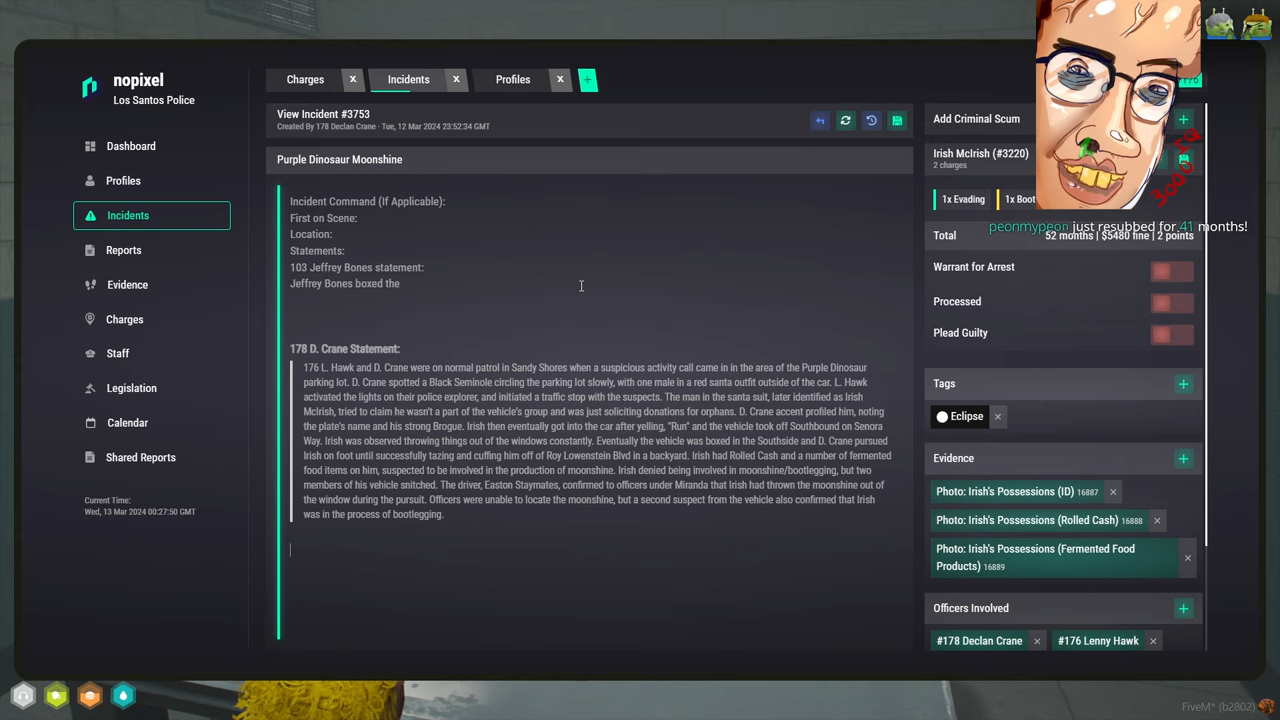 nopixel
Los Santos Police
Dashboard
Profiles
Incidents
Reports
Evidence
Charges
Staff
Legislation
Calendar
Shared Reports
Current Time:
Wed, 13 Mar 2024 00:27:50 GMT
Charges x Incidents x Profiles x +
View Incident #3753
Created By 178 Declan Crane - Tue, 12 Mar 2024 23:52:34 GMT
Purple Dinosaur Moonshine
Incident Command (If Applicable):
First on Scene:
Location:
Statements:
103 Jeffrey Bones statement:
Jeffrey Bones boxed the
178 D. Crane Statement:
176 L. Hawk and D. Crane were on normal patrol in Sandy Shores when a suspicious activity call came in in the area of the Purple Dinosaur
parking lot. D. Crane spotted a Black Seminole circling the parking lot slowly, with one male in a red santa outfit outside of the car. L. Hawk
activated the lights on their police explorer, and initiated a traffic stop with the suspects. The man in the santa suit, later identified as Irish
McIrish, tried to claim he wasn't a part of the vehicle's group and was just soliciting donations for orphans. D. Crane accent profiled him, noting
the plate's name and his strong Brogue. Irish then eventually got into the car after yelling, "Run" and the vehicle took off Southbound on Senora
Way. Irish was observed throwing things out of the windows constantly. Eventually the vehicle was boxed in the Southside and D. Crane pursued
Irish on foot until successfully tazing and cuffing him off of Roy Lowenstein Blvd in a backyard. Irish had Rolled Cash and a number of fermented
food items on him, suspected to be involved in the production of moonshine. Irish denied being involved in moonshine/bootlegging, but two
members of his vehicle snitched. The driver, Easton Staymates, confirmed to officers under Miranda that Irish had thrown the moonshine out of
the window during the pursuit. Officers were unable to locate the moonshine, but a second suspect from the vehicle also confirmed that Irish
was in the process of bootlegging.
Add Criminal Scum
Irish McIrish (#3220)
2 charges
1x Evading 1x Boot
3000 IQ
peonmypeon just resubbed for 41 months!
Total 52 months | $5480 fine | 2 points
Warrant for Arrest
Processed
Plead Guilty
Tags
Eclipse x
Evidence
Photo: Irish's Possessions (ID) 16887 x
Photo: Irish's Possessions (Rolled Cash) 16888 x
Photo: Irish's Possessions (Fermented Food
Products) 16889 x
Officers Involved
#178 Declan Crane x #176 Lenny Hawk x
FiveM* (b2802)